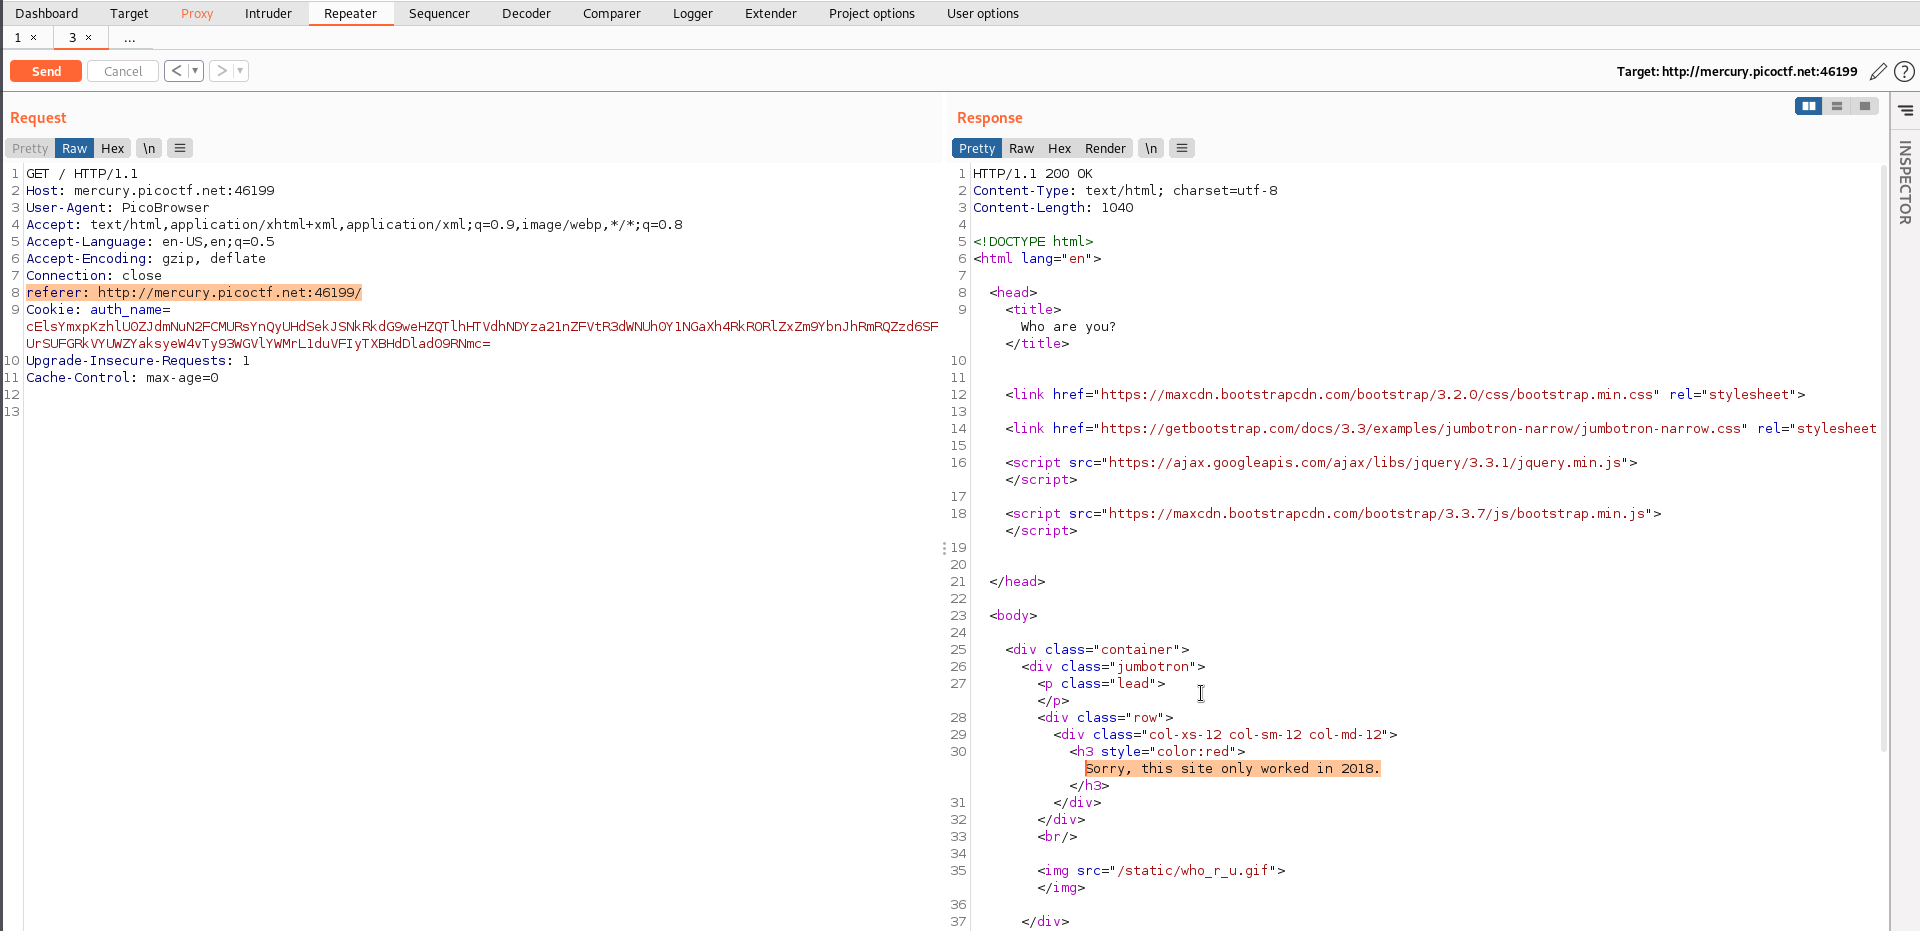 Dashboard Target Proxy Intruder Repeater Sequencer Decoder Comparer Logger Extender Project options User options
1 × 3 × ...
Send Cancel < > Target: http://mercury.picoctf.net:46199 ?
Request
Pretty Raw Hex \n
1 GET / HTTP/1.1
2 Host: mercury.picoctf.net:46199
3 User-Agent: PicoBrowser
4 Accept: text/html,application/xhtml+xml,application/xml;q=0.9,image/webp,*/*;q=0.8
5 Accept-Language: en-US,en;q=0.5
6 Accept-Encoding: gzip, deflate
7 Connection: close
8 referer: http://mercury.picoctf.net:46199/
9 Cookie: auth_name=
UrSUFGRkVYUWZYaksyeW4vTy93WGVlYWMrL1duVFIyTXBHdDlad09RNmc=
10 Upgrade-Insecure-Requests: 1
11 Cache-Control: max-age=0
12
13
Response
Pretty Raw Hex Render \n
1 HTTP/1.1 200 OK
2 Content-Type: text/html; charset=utf-8
3 Content-Length: 1040
4
5 <!DOCTYPE html>
6 <html lang="en">
7
8 <head>
9 <title>
Who are you?
</title>
10
11
12 <link href="https://maxcdn.bootstrapcdn.com/bootstrap/3.2.0/css/bootstrap.min.css" rel="stylesheet">
13
14 <link href="https://getbootstrap.com/docs/3.3/examples/jumbotron-narrow/jumbotron-narrow.css" rel="stylesheet
15
16 <script src="https://ajax.googleapis.com/ajax/libs/jquery/3.3.1/jquery.min.js">
</script>
17
18 <script src="https://maxcdn.bootstrapcdn.com/bootstrap/3.3.7/js/bootstrap.min.js">
</script>
19
20
21 </head>
22
23 <body>
24
25 <div class="container">
26 <div class="jumbotron">
27 <p class="lead">
</p>
28 <div class="row">
29 <div class="col-xs-12 col-sm-12 col-md-12">
30 <h3 style="color:red">
Sorry, this site only worked in 2018.
</h3>
31 </div>
32 </div>
33 <br/>
34
35 <img src="/static/who_r_u.gif">
</img>
36
37 </div>
INSPECTOR